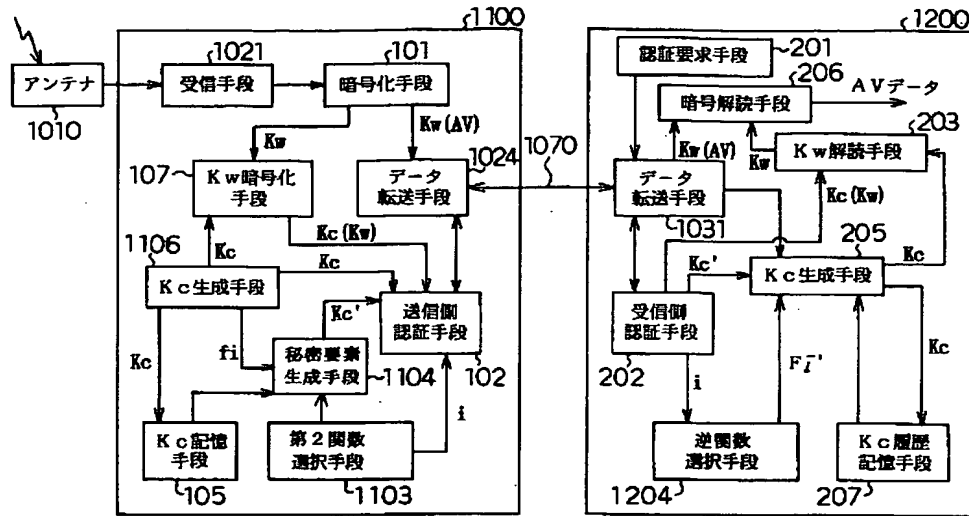 1100
1200
アンテナ
1010
1021
受信手段
101
暗号化手段
Kw
Kw(AV)
107
Kw暗号化
手段
1024
データ
転送手段
1070
1106
Kc(Kw)
Kc
Kc
Kc生成手段
Kc'
送信側
認証手段
102
Kc
fi
秘密要素
生成手段
1104
i
Kc記憶
手段
105
第2関数
選択手段
1103
認証要求手段
201
206
暗号解読手段
AVデータ
203
Kw(AV)
Kw
Kw解読手段
データ
転送手段
1031
Kc(Kw)
205
Kc'
Kc生成手段
Kc
受信側
認証手段
202
i
Fi⁻'
Kc
逆関数
選択手段
1204
Kc履歴
記憶手段
207